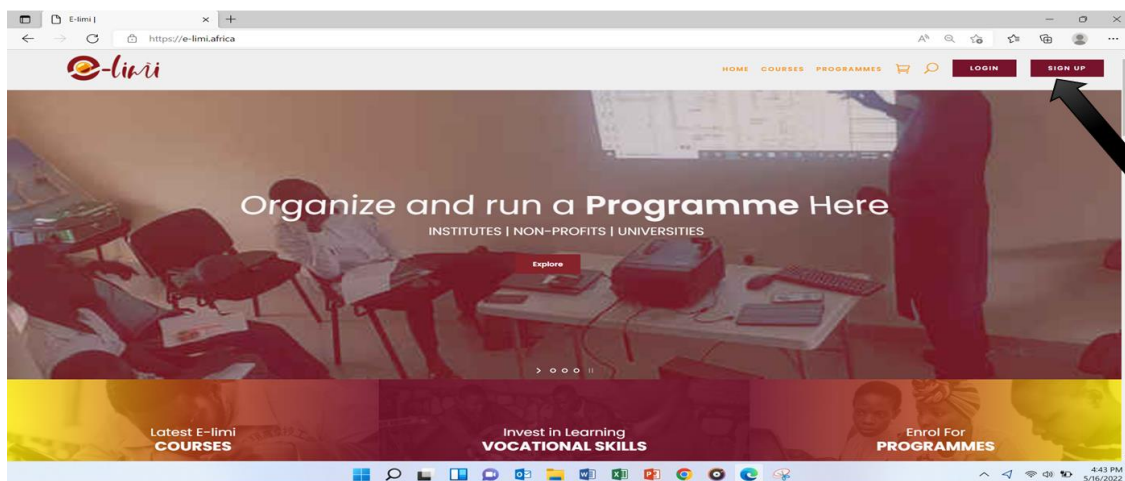 E-limi |
https://e-limi.africa
e-limi
HOME COURSES PROGRAMMES LOGIN SIGN UP
Organize and run a Programme Here
INSTITUTES | NON-PROFITS | UNIVERSITIES
Explore
Latest E-limi
COURSES
Invest in Learning
VOCATIONAL SKILLS
Enrol For
PROGRAMMES
4:43 PM
5/16/2022